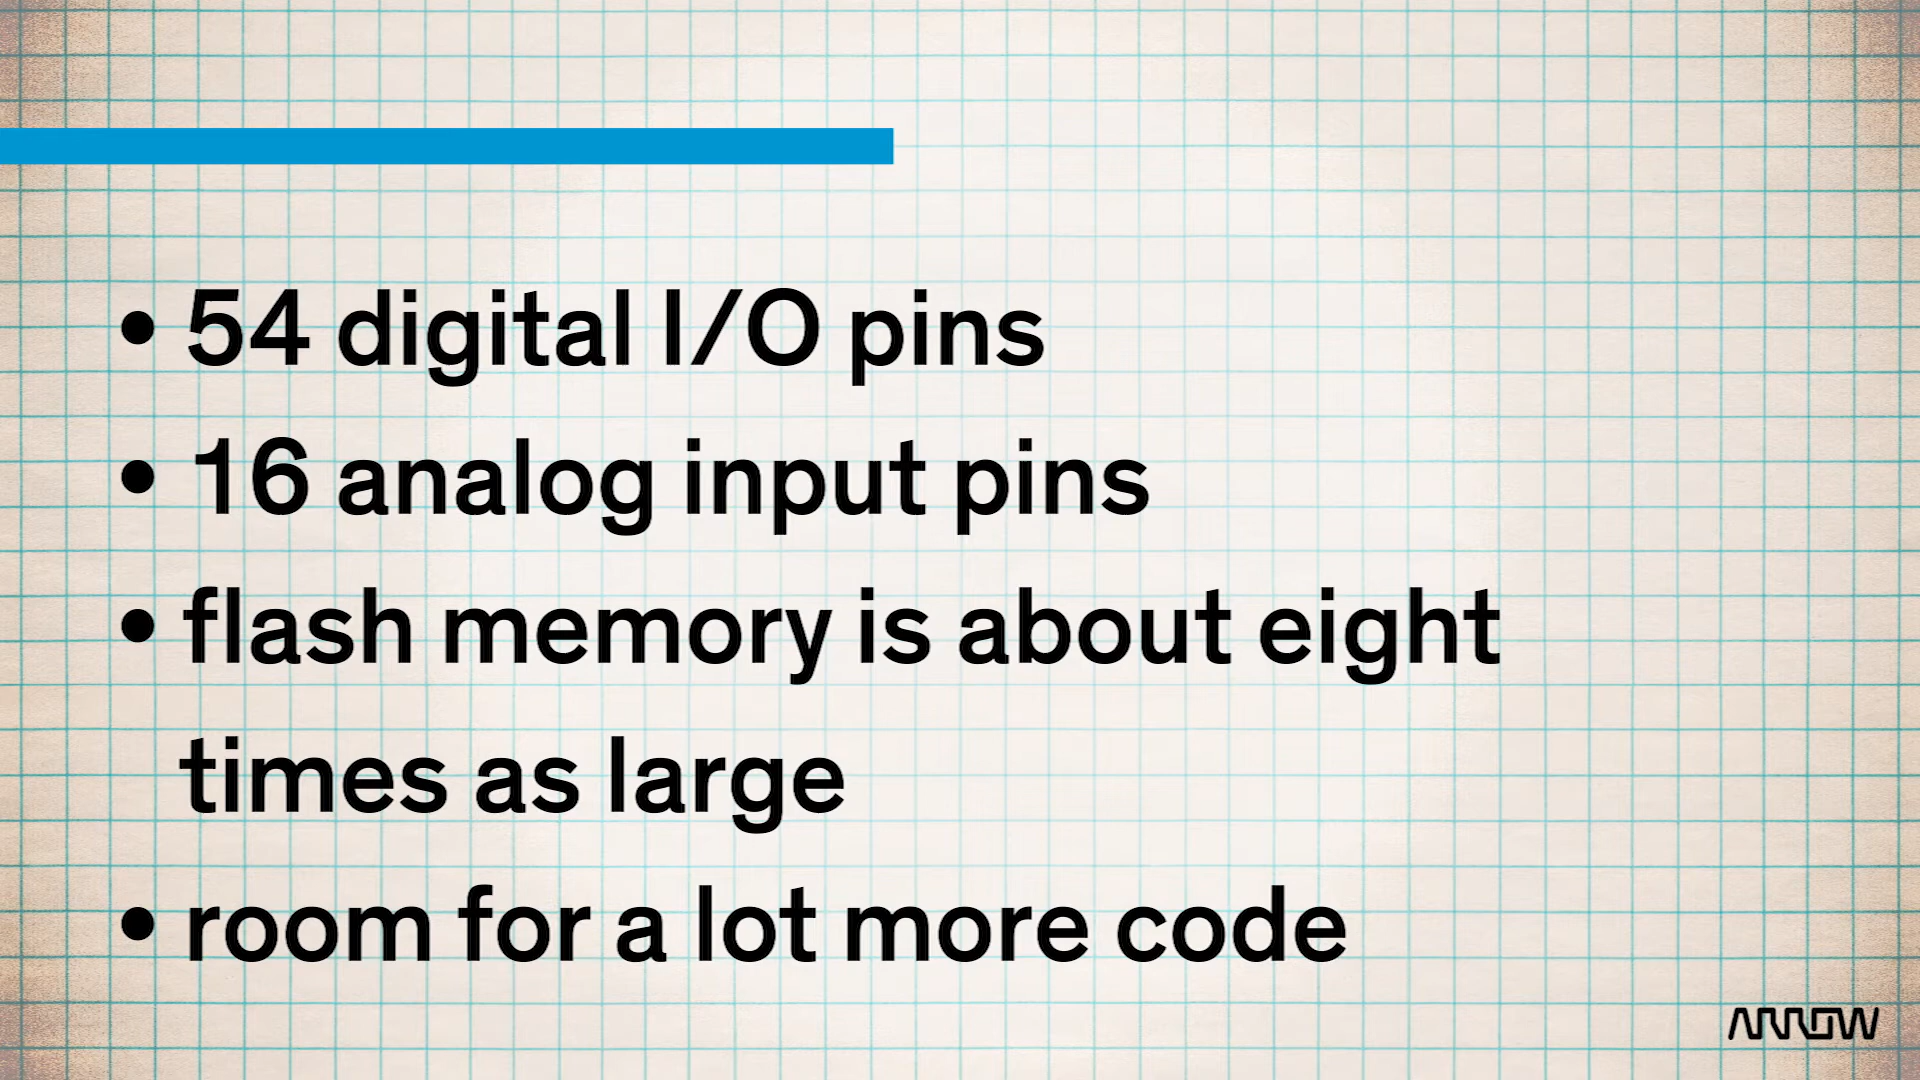 • 54 digital I/O pins
• 16 analog input pins
• flash memory is about eight
times as large
• room for a lot more code
ARROW